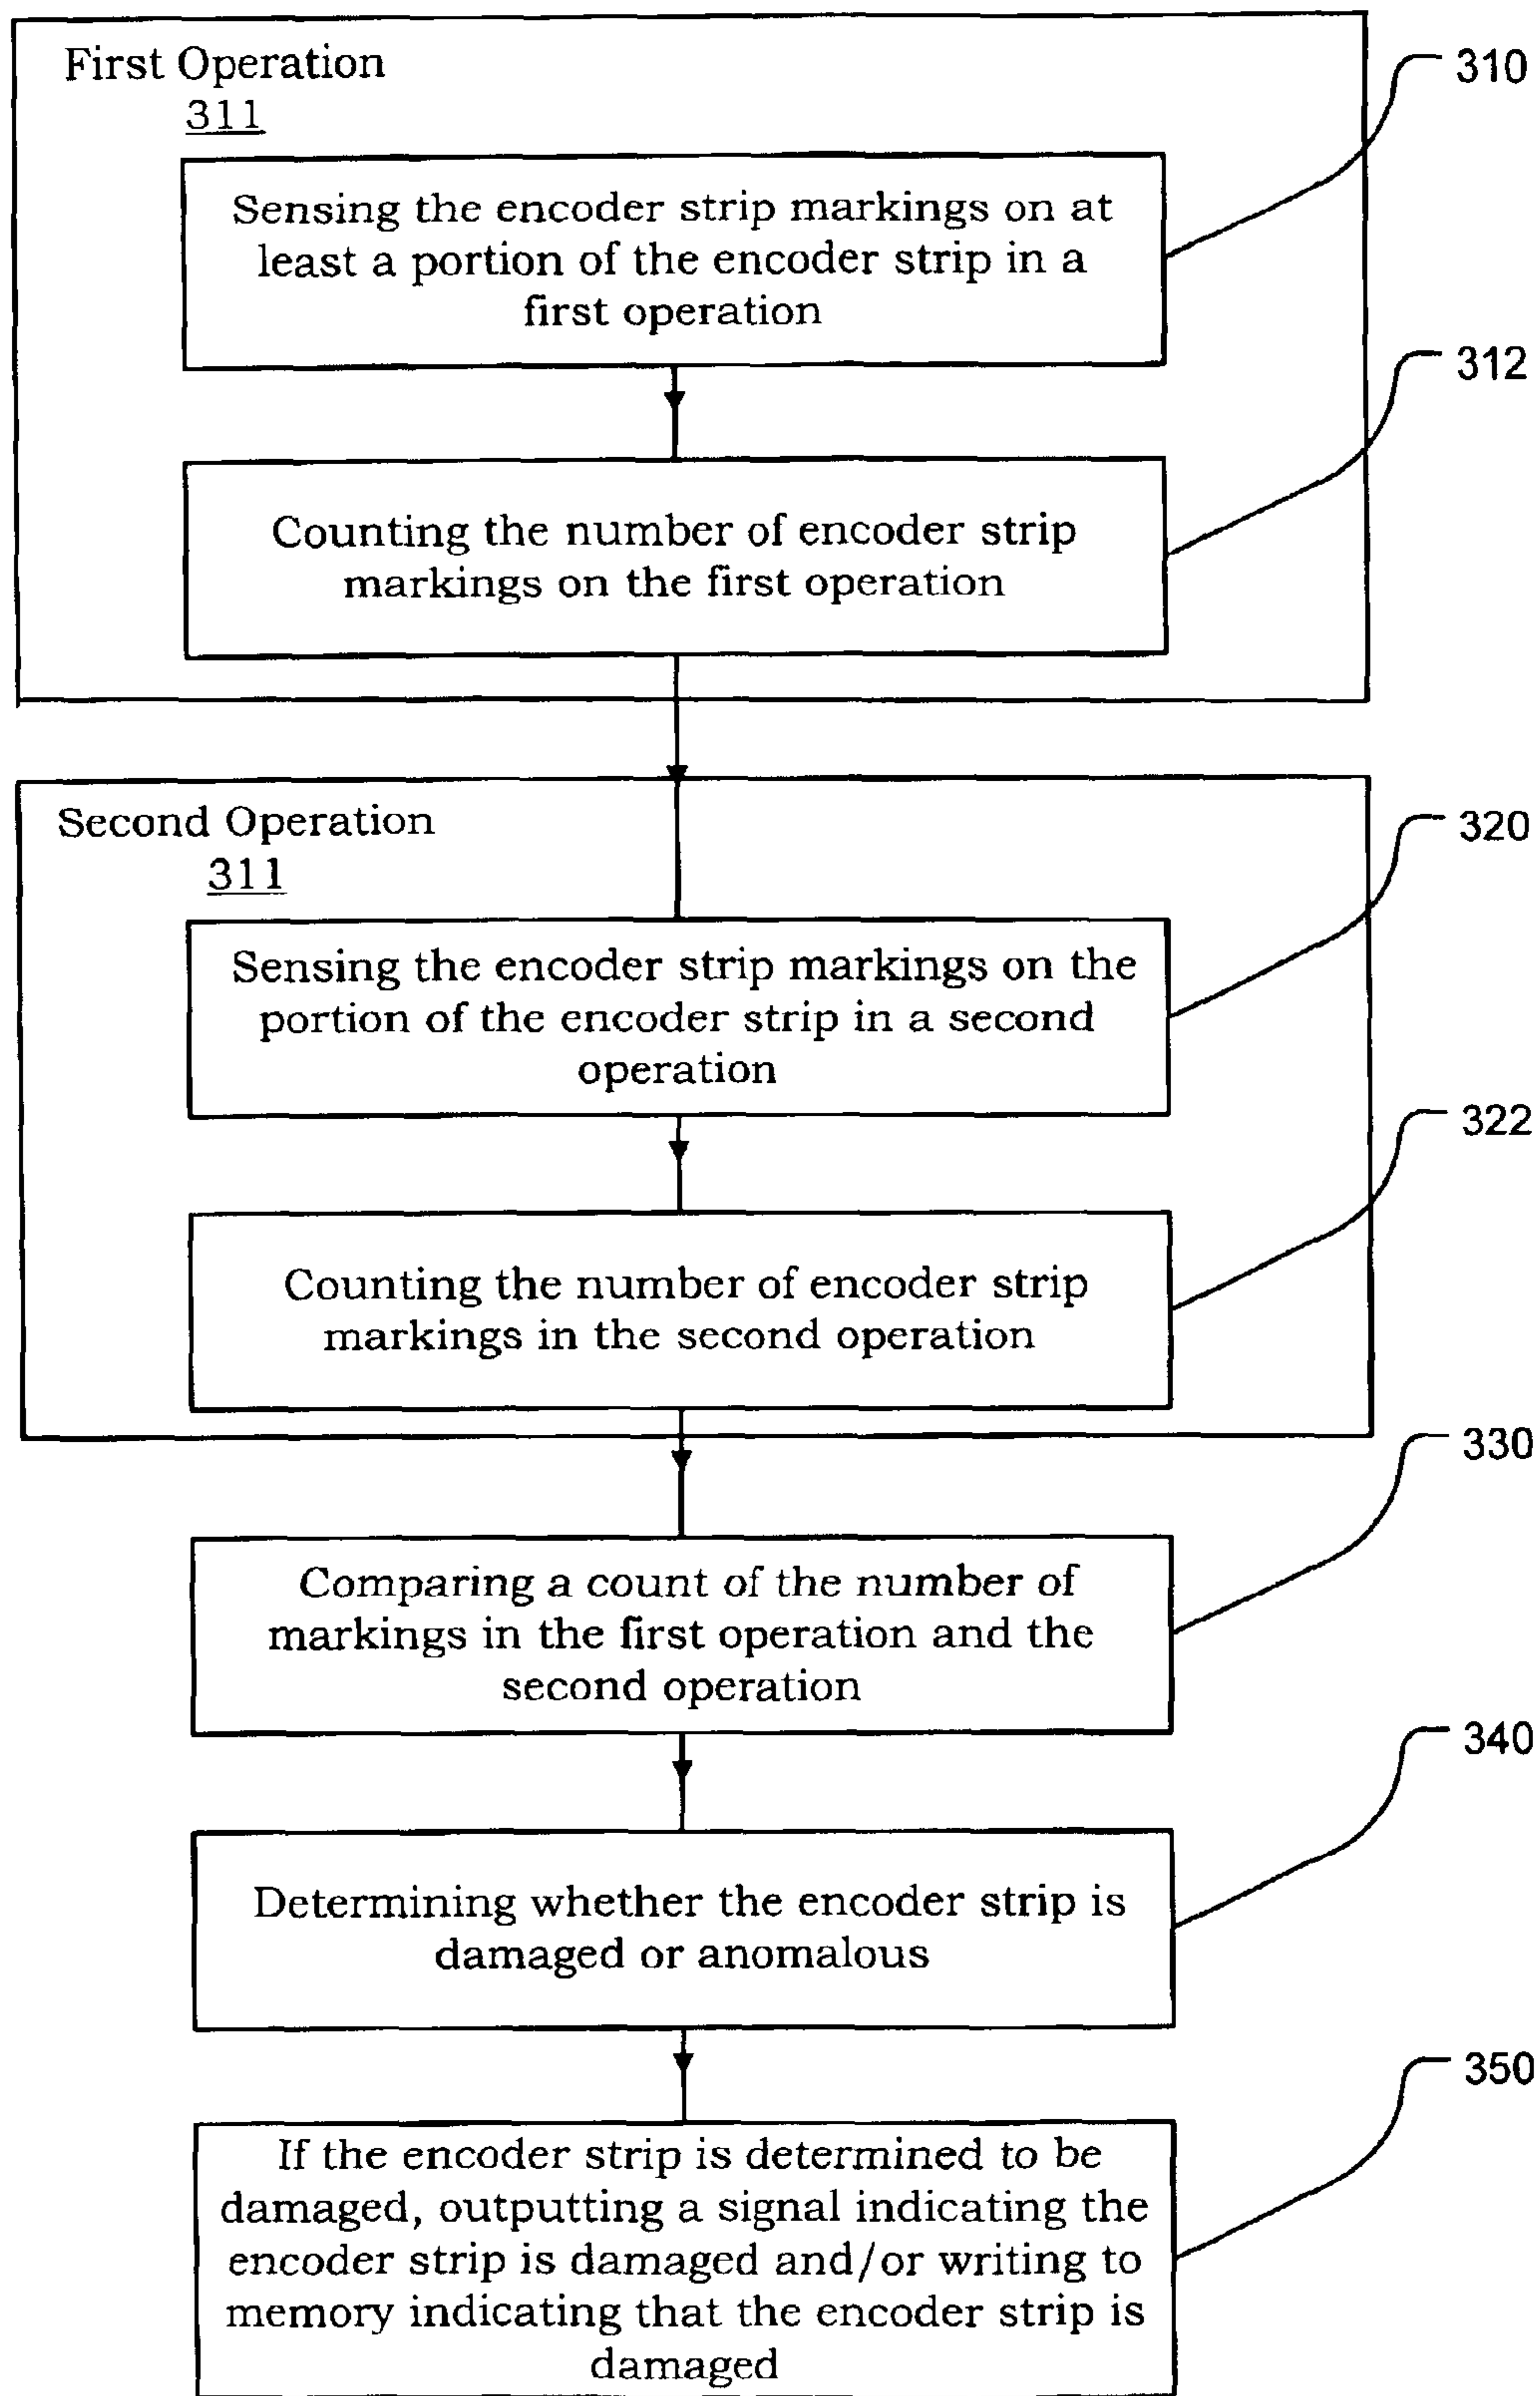 First Operation
311
310
Sensing the encoder strip markings on at
least a portion of the encoder strip in a
first operation
312
Counting the number of encoder strip
markings on the first operation
Second Operation
311
320
Sensing the encoder strip markings on the
portion of the encoder strip in a second
operation
322
Counting the number of encoder strip
markings in the second operation
330
Comparing a count of the number of
markings in the first operation and the
second operation
340
Determining whether the encoder strip is
damaged or anomalous
350
If the encoder strip is determined to be
damaged, outputting a signal indicating the
encoder strip is damaged and/or writing to
memory indicating that the encoder strip is
damaged